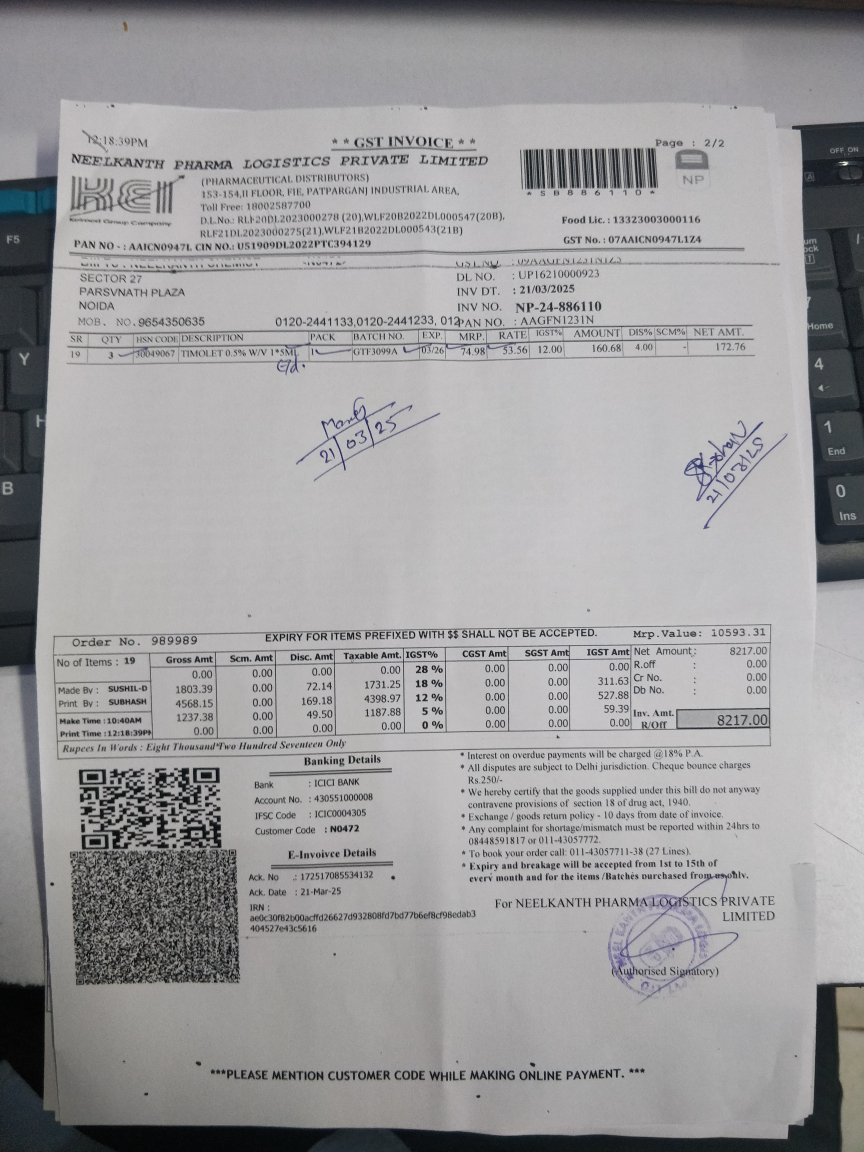 12:18:39PM
* * GST INVOICE * *
Page : 2/2
NEELKANTH PHARMA LOGISTICS PRIVATE LIMITED
KEI
(PHARMACEUTICAL DISTRIBUTORS)
153-154,II FLOOR, FIE, PATPARGANJ INDUSTRIAL AREA,
Toll Free: 18002587700
D.L.No.: RLF20DL2023000278 (20),WLF20B2022DL000547(20B),
RLF21DL2023000275(21),WLF21B2022DL000543(21B)
PAN NO - : AAICN0947L CIN NO.: U51909DL2022PTC394129
* S B 8 8 6 1 1 0 *
NP
Food Lic. : 13323003000116
GST No. : 07AAICN0947L1Z4
SECTOR 27
PARSVNATH PLAZA
NOIDA
MOB. NO. 9654350635 0120-2441133,0120-2441233, 012
DL NO. : UP16210000923
INV DT. : 21/03/2025
INV NO. NP-24-886110
PAN NO. : AAGFN1231N
SR QTY HSN CODE DESCRIPTION PACK BATCH NO. EXP. MRP. RATE IGST% AMOUNT DIS% SCM% NET AMT.
19 3 30049067 TIMOLET 0.5% W/V 1*5ML GTF3099A 03/26 74.98 53.56 12.00 160.68 4.00 - 172.76
21/03/25
21/03/25
Order No. 989989 EXPIRY FOR ITEMS PREFIXED WITH $$ SHALL NOT BE ACCEPTED. Mrp.Value: 10593.31
No of Items : 19
Made By : SUSHIL-D
Print By : SUBHASH
Make Time :10:40AM
Print Time :12:18:39PM
Gross Amt Scm. Amt Disc. Amt Taxable Amt. IGST% CGST Amt SGST Amt IGST Amt
0.00 0.00 0.00 0.00 28 % 0.00 0.00 0.00
1803.39 0.00 72.14 1731.25 18 % 0.00 0.00 311.63
4568.15 0.00 169.18 4398.97 12 % 0.00 0.00 527.88
1237.38 0.00 49.50 1187.88 5 % 0.00 0.00 59.39
0.00 0.00 0.00 0.00 0 % 0.00 0.00 0.00
Net Amount : 8217.00
R.off : 0.00
Cr No. : 0.00
Db No. : 0.00
Inv. Amt.
R/Off 8217.00
Rupees In Words : Eight ThousandTwo Hundred Seventeen Only
Banking Details
Bank : ICICI BANK
Account No. : 430551000008
IFSC Code : ICIC0004305
Customer Code : N0472
E-Invoivce Details
Ack. No : 172517085534132
Ack. Date : 21-Mar-25
IRN :
ae0c30f82b00acffd26627d932808fd7bd77b6ef8cf98edab3
404527e43c5616
* Interest on overdue payments will be charged @18% P.A.
* All disputes are subject to Delhi jurisdiction. Cheque bounce charges
Rs.250/-
* We hereby certify that the goods supplied under this bill do not anyway
contravene provisions of section 18 of drug act, 1940.
* Exchange / goods return policy - 10 days from date of invoice.
* Any complaint for shortage/mismatch must be reported within 24hrs to
08448591817 or 011-43057772.
* To book your order call: 011-43057711-38 (27 Lines).
* Expiry and breakage will be accepted from 1st to 15th of
every month and for the items /Batches purchased from us only.
For NEELKANTH PHARMA LOGISTICS PRIVATE
LIMITED
(Authorised Signatory)
***PLEASE MENTION CUSTOMER CODE WHILE MAKING ONLINE PAYMENT. ***
F5
Y
H
B
OFF ON
Home
4
1
End
0
Ins